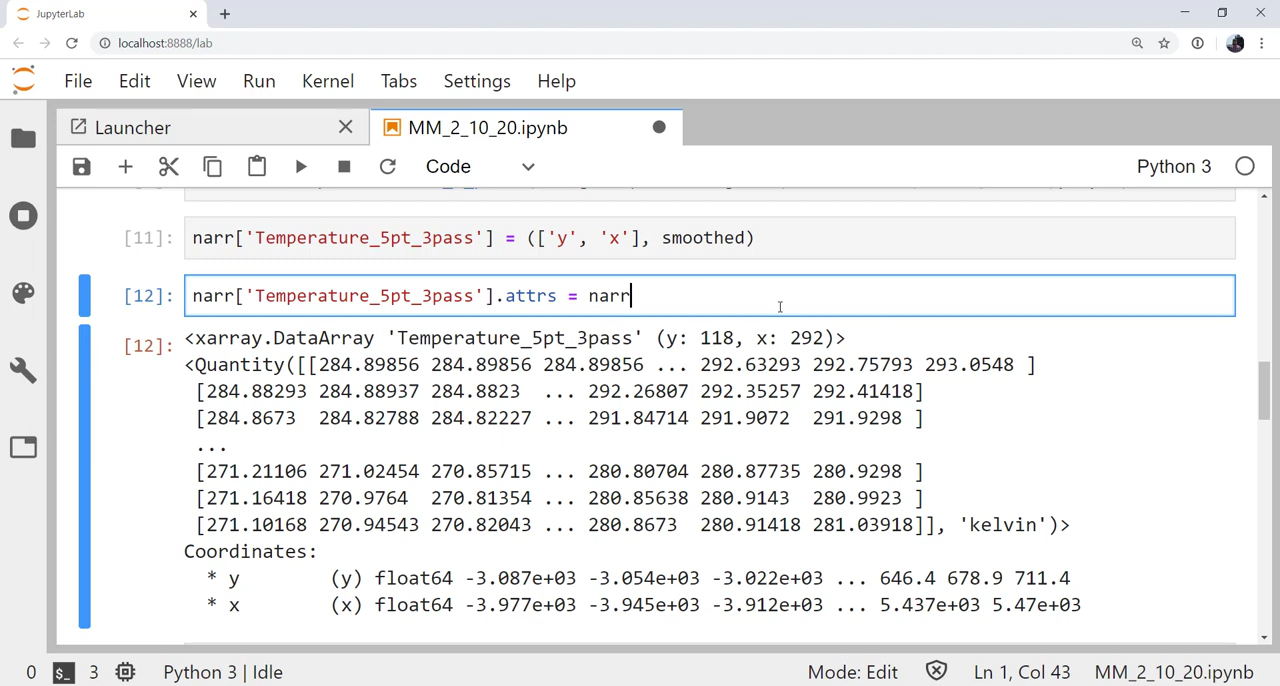 JupyterLab
localhost:8888/lab
File Edit View Run Kernel Tabs Settings Help
Launcher MM_2_10_20.ipynb
Code Python 3
[11]: narr['Temperature_5pt_3pass'] = (['y', 'x'], smoothed)
[12]: narr['Temperature_5pt_3pass'].attrs = narr
[12]: <xarray.DataArray 'Temperature_5pt_3pass' (y: 118, x: 292)>
<Quantity([[284.89856 284.89856 284.89856 ... 292.63293 292.75793 293.0548 ]
[284.88293 284.88937 284.8823 ... 292.26807 292.35257 292.41418]
[284.8673 284.82788 284.82227 ... 291.84714 291.9072 291.9298 ]
...
[271.21106 271.02454 270.85715 ... 280.80704 280.87735 280.9298 ]
[271.16418 270.9764 270.81354 ... 280.85638 280.9143 280.9923 ]
[271.10168 270.94543 270.82043 ... 280.8673 280.91418 281.03918]], 'kelvin')>
Coordinates:
* y (y) float64 -3.087e+03 -3.054e+03 -3.022e+03 ... 646.4 678.9 711.4
* x (x) float64 -3.977e+03 -3.945e+03 -3.912e+03 ... 5.437e+03 5.47e+03
0 $_ 3 Python 3 | Idle Mode: Edit Ln 1, Col 43 MM_2_10_20.ipynb